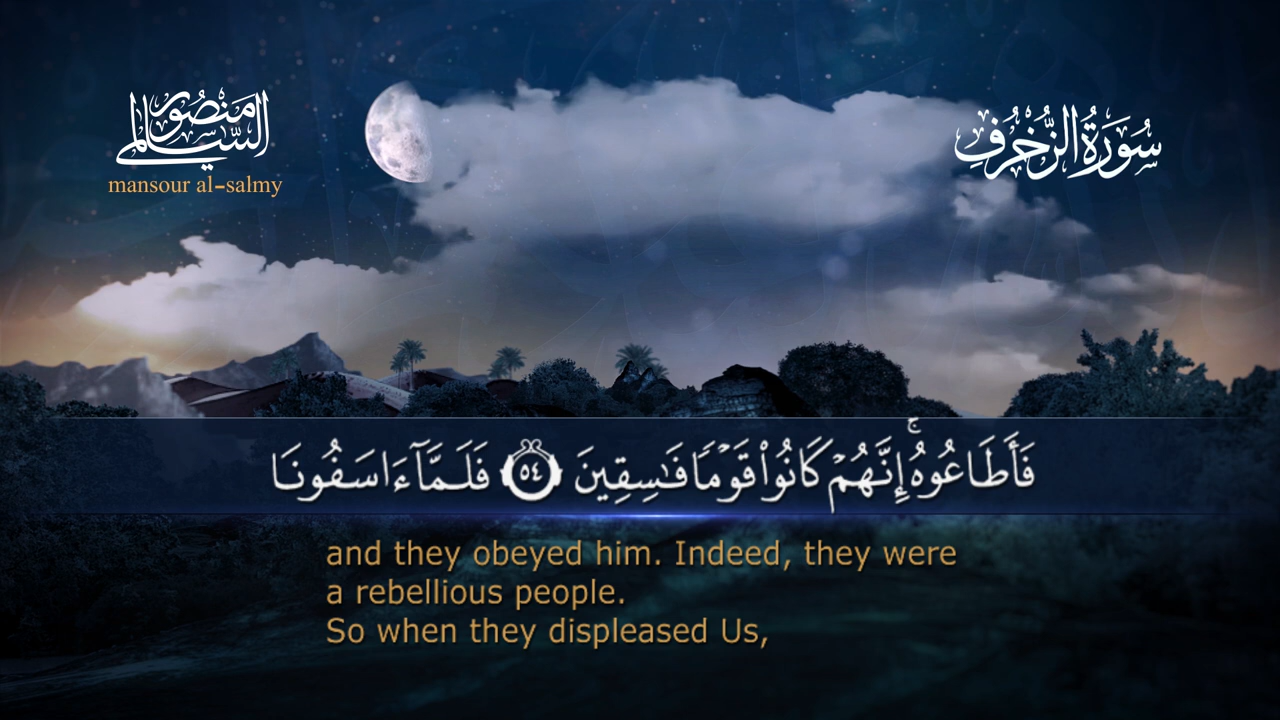 منصور
السالمي
mansour al-salmy
سُورَةُ الزُّخْرُفِ
فَأَطَاعُوهُ ۚ إِنَّهُمْ كَانُوا۟ قَوْمًا فَـٰسِقِينَ ٥٤ فَلَمَّآ ءَاسَفُونَا
and they obeyed him. Indeed, they were
a rebellious people.
So when they displeased Us,